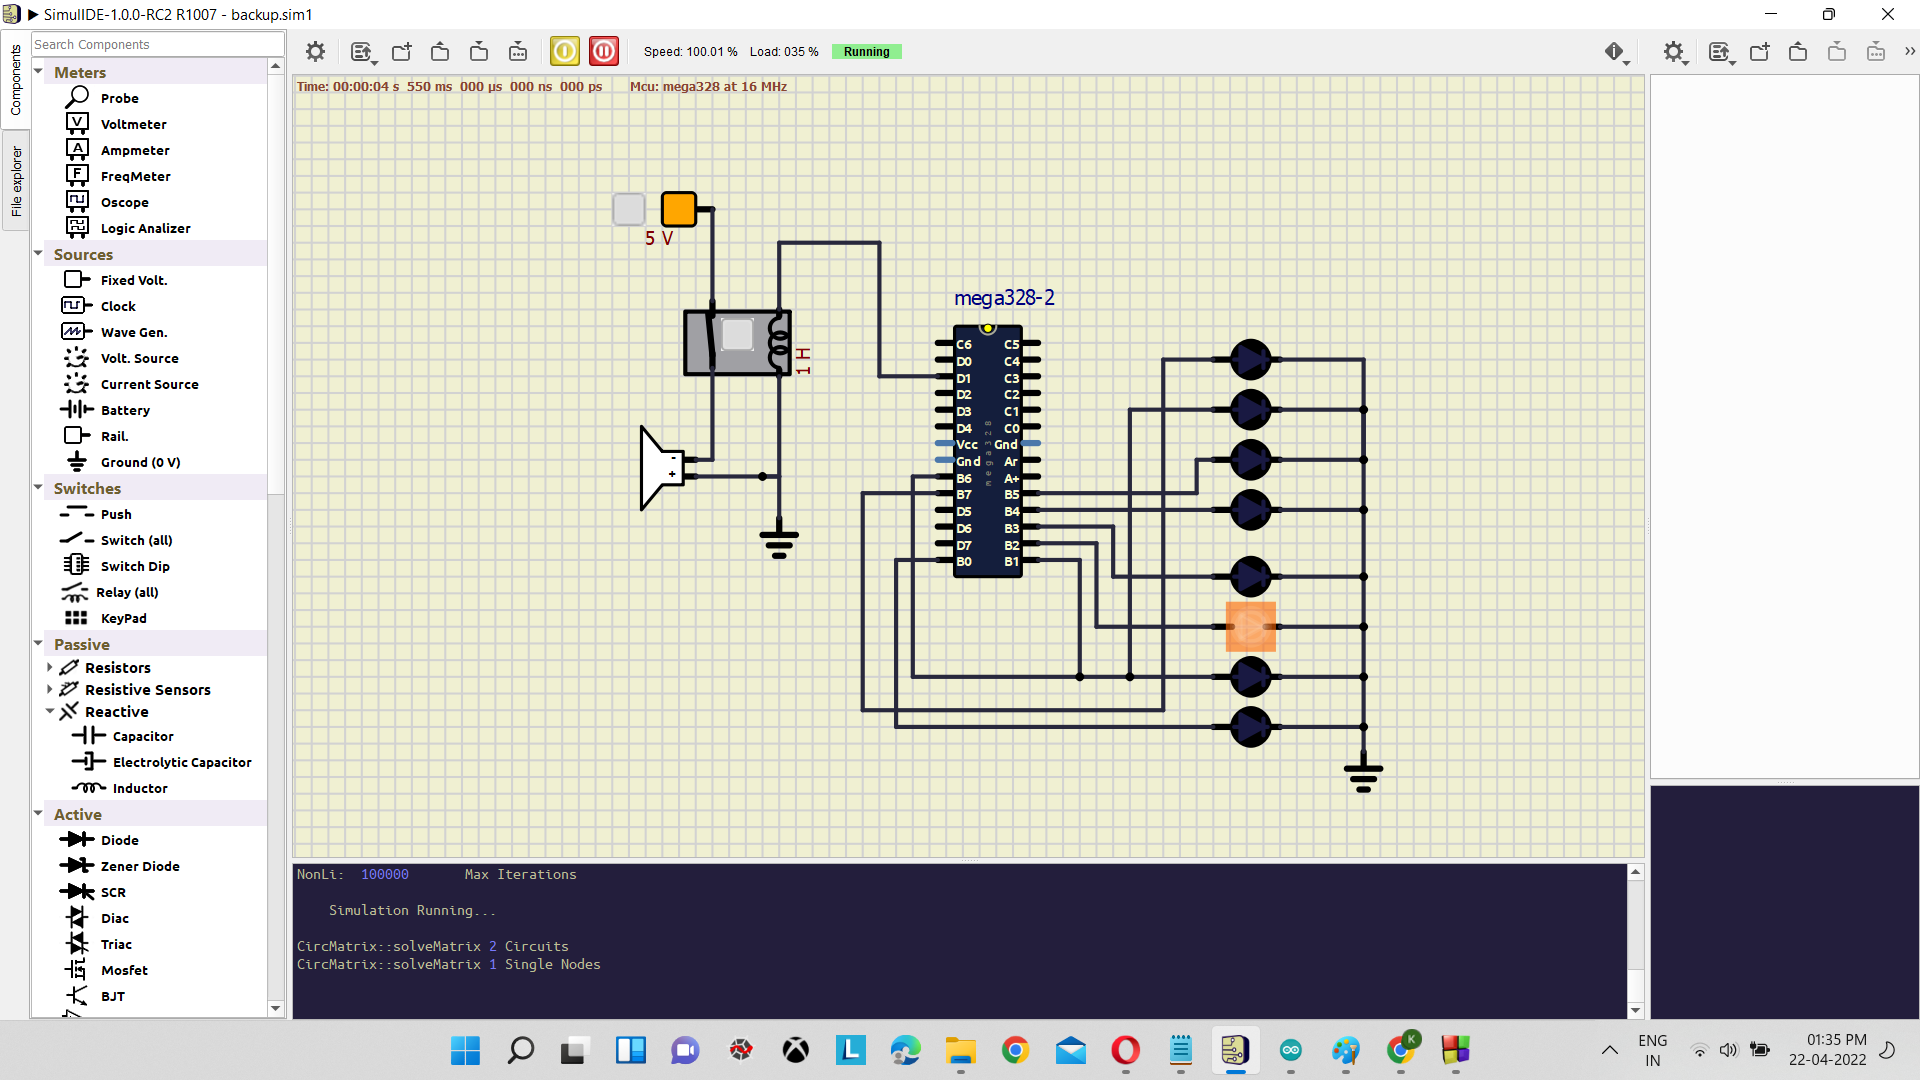 SimulIDE-1.0.0-RC2 R1007 - backup.sim1
Components
File explorer
Search Components
Meters
Probe
V Voltmeter
A Ampmeter
F FreqMeter
Oscope
Logic Analizer
Sources
Fixed Volt.
Clock
Wave Gen.
Volt. Source
Current Source
Battery
Rail.
Ground (0 V)
Switches
Push
Switch (all)
Switch Dip
Relay (all)
KeyPad
Passive
Resistors
Resistive Sensors
Reactive
Capacitor
Electrolytic Capacitor
Inductor
Active
Diode
Zener Diode
SCR
Diac
Triac
Mosfet
BJT
Speed: 100.01 % Load: 035 % Running
Time: 00:00:04 s 550 ms 000 µs 000 ns 000 ps Mcu: mega328 at 16 MHz
5 V
1 H
-
+
mega328-2
C6 C5
D0 C4
D1 C3
D2 C2
D3 C1
D4 C0
Vcc Gnd
Gnd Ar
B6 A+
B7 B5
D5 B4
D6 B3
D7 B2
B0 B1
mega328
NonLi: 100000 Max Iterations
Simulation Running...
CircMatrix::solveMatrix 2 Circuits
CircMatrix::solveMatrix 1 Single Nodes
L
K
ENG
IN
01:35 PM
22-04-2022